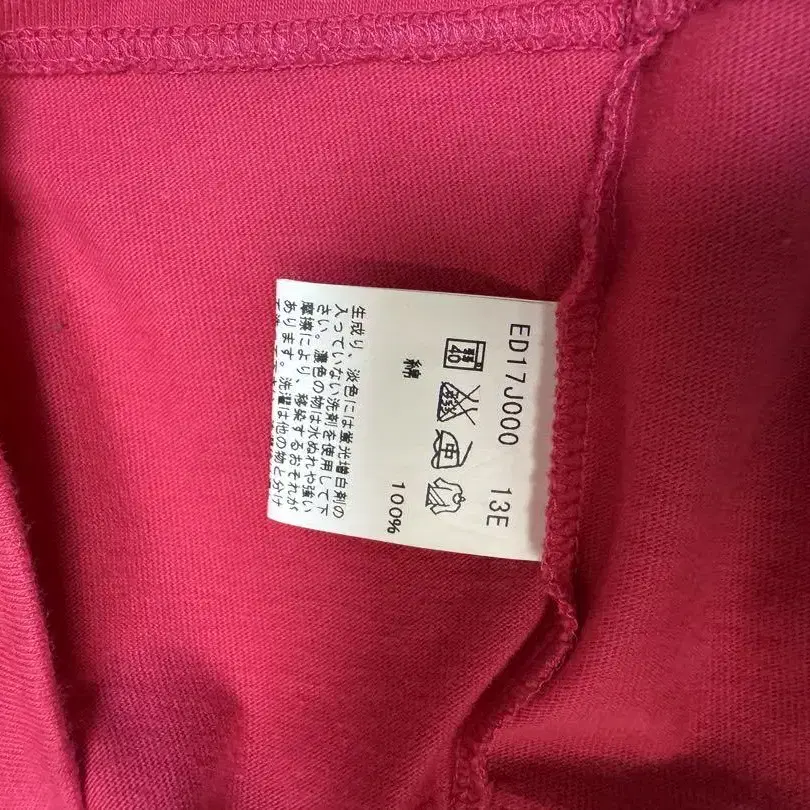 ED17J000 13E
40
綿 100%
生成り、淡色には蛍光増白剤の
入っていない洗剤を使用して下
さい。濃色の物は水ぬれや強い
摩擦により、移染するおそれが
あります。洗濯は他の物と分け